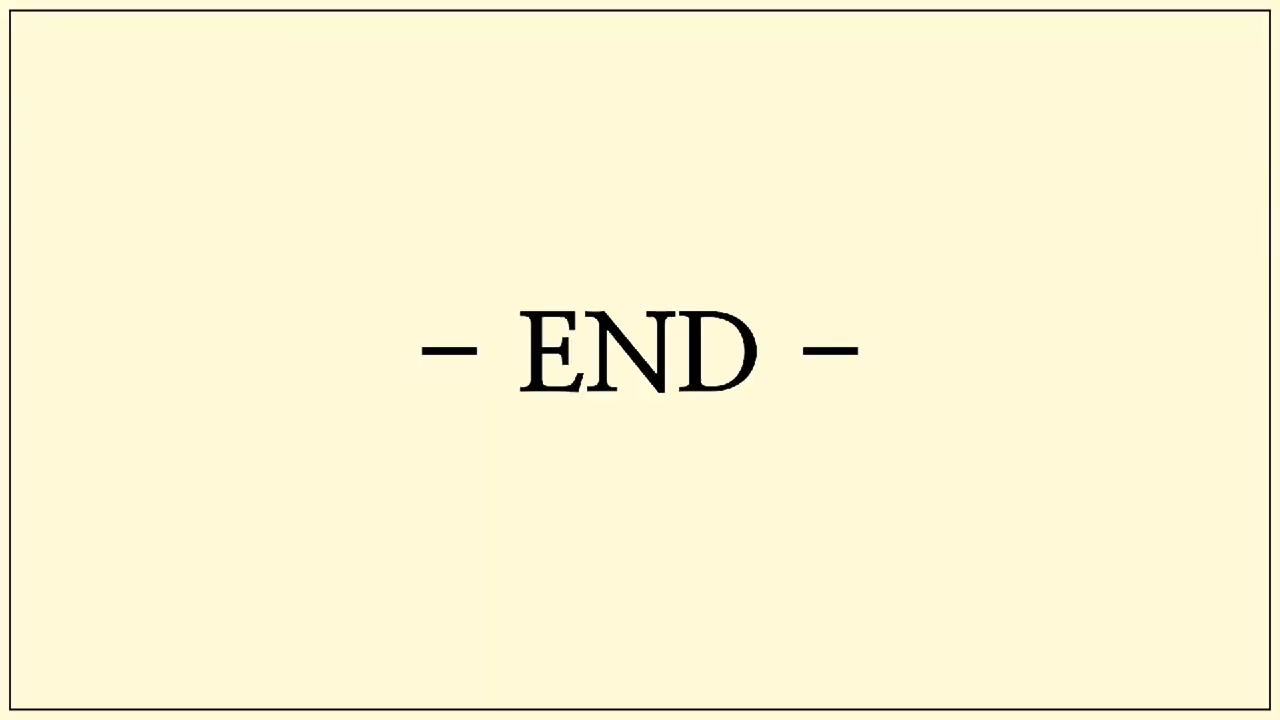 – END –